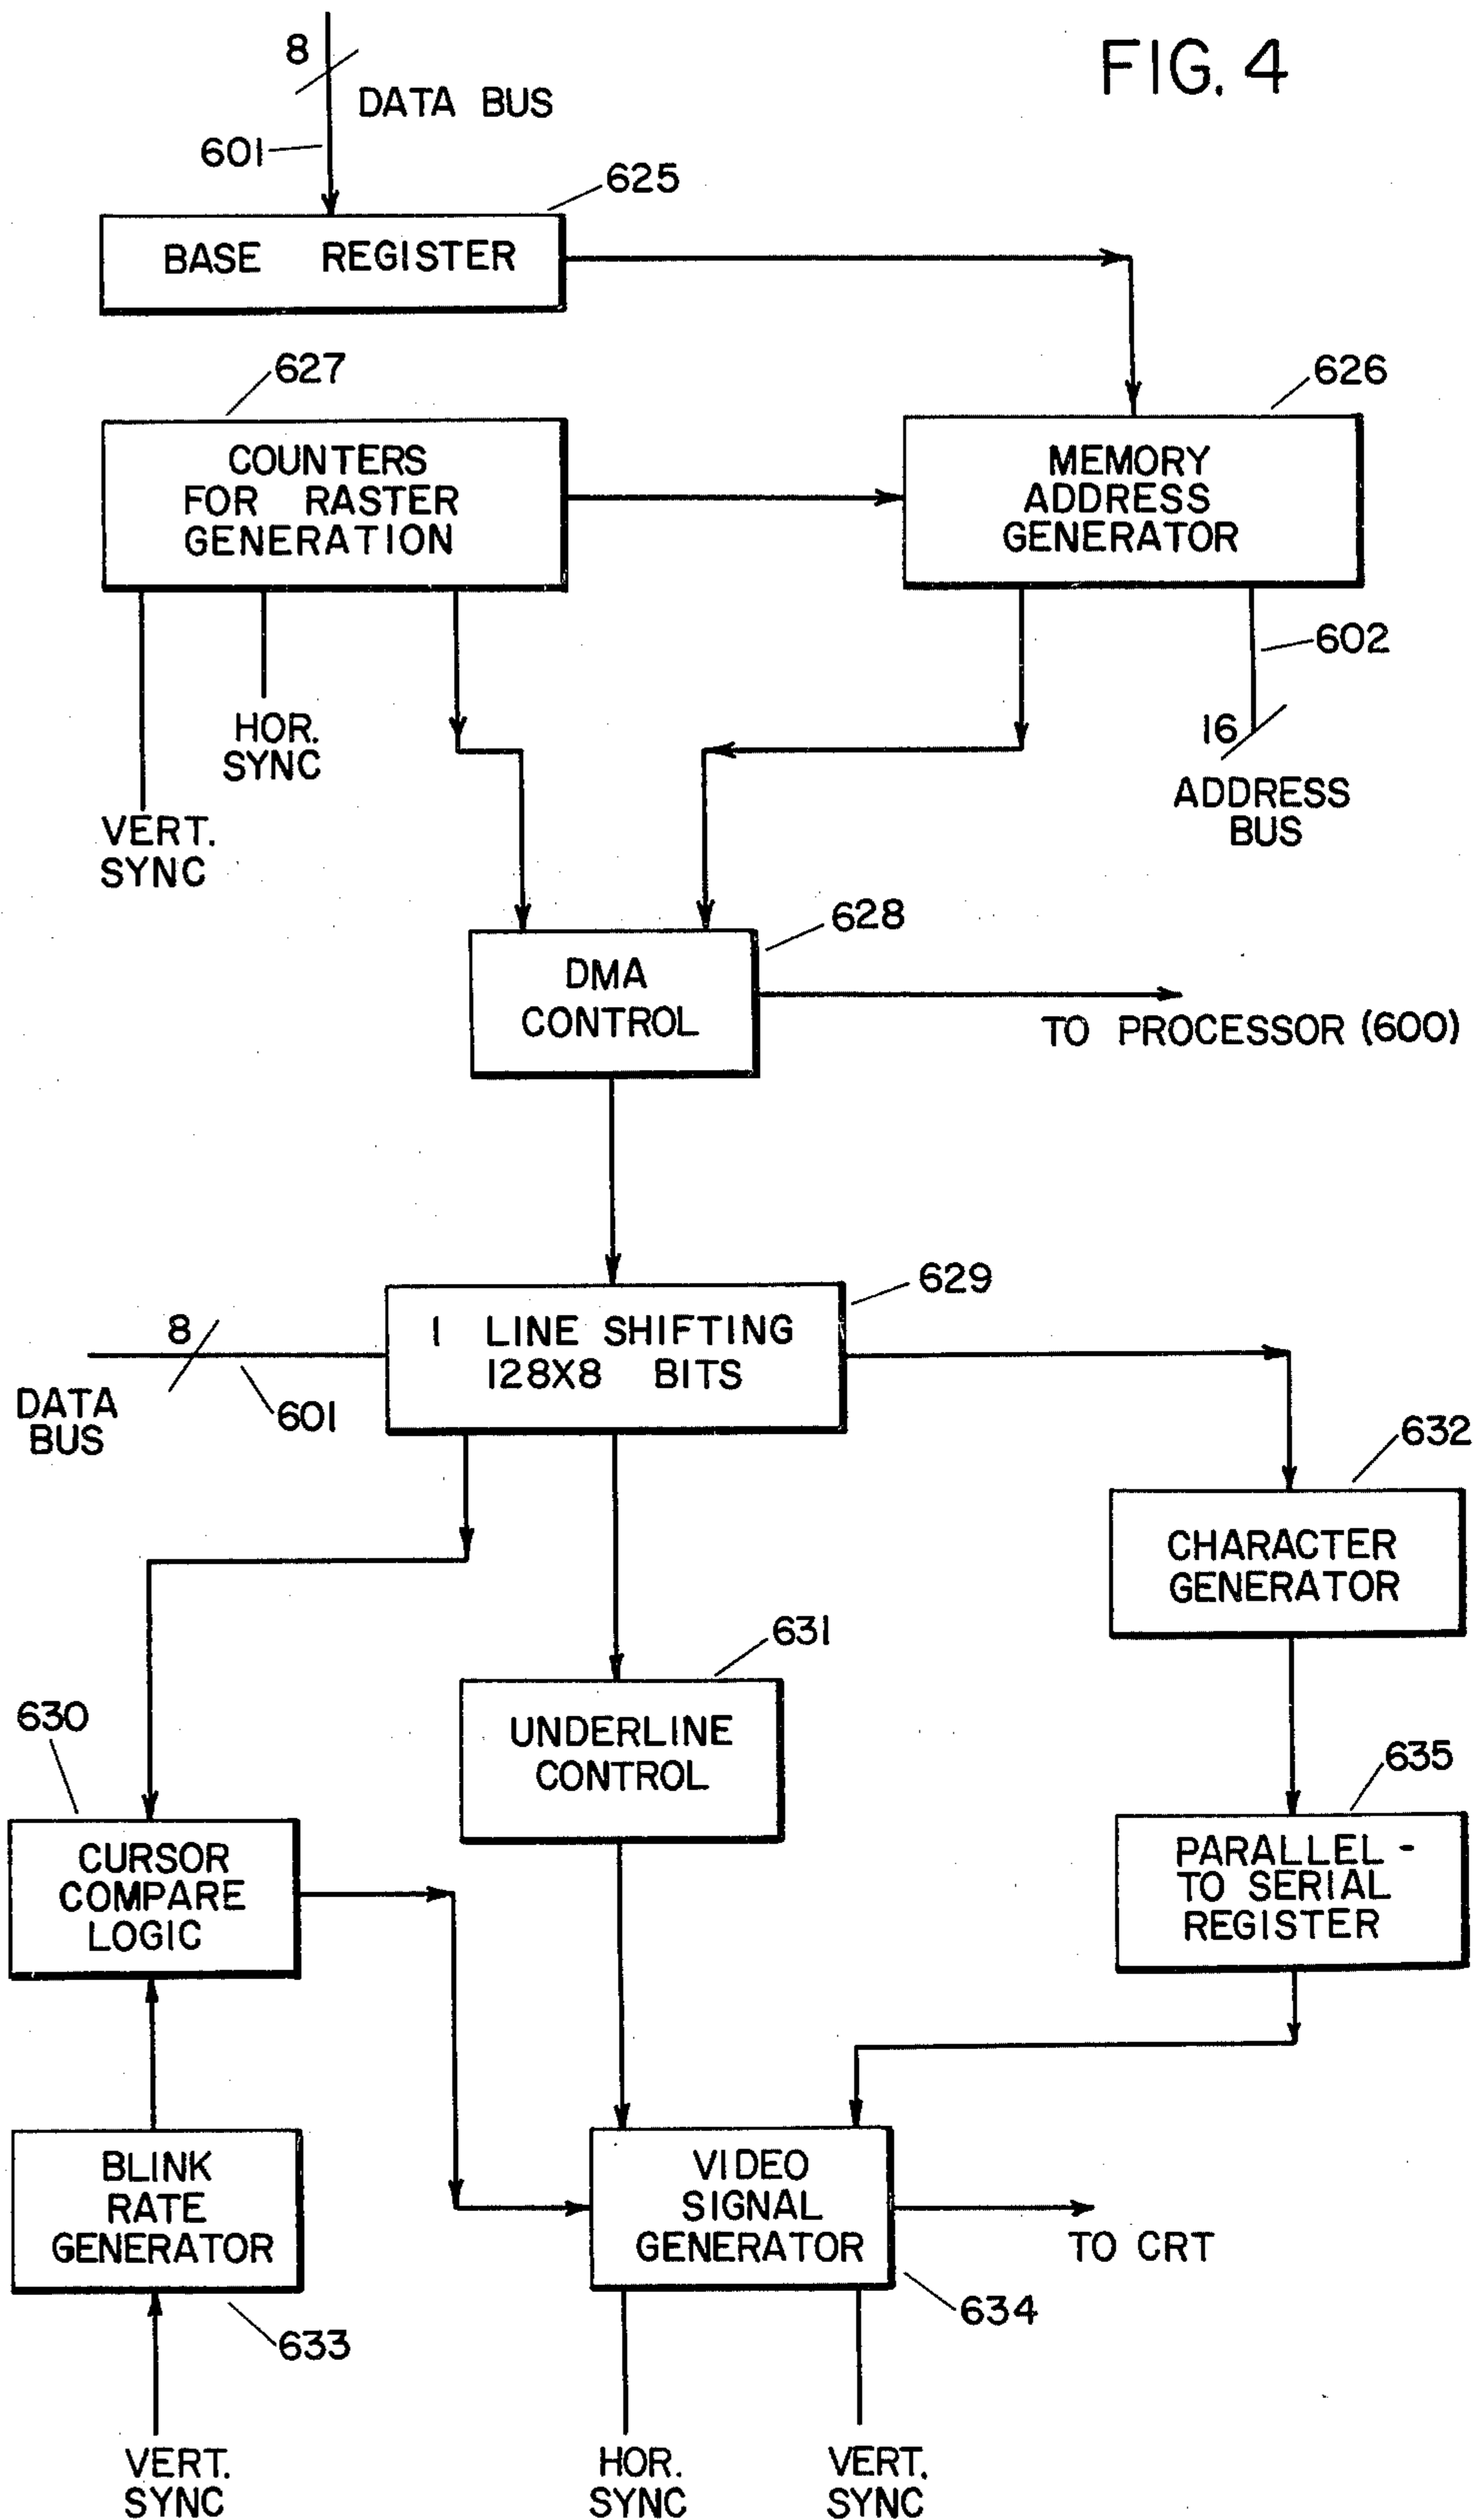 FIG. 4
8
DATA BUS
601
625
BASE REGISTER
627
626
COUNTERS
FOR RASTER
GENERATION
MEMORY
ADDRESS
GENERATOR
602
HOR.
SYNC
16
ADDRESS
BUS
VERT.
SYNC
628
DMA
CONTROL
TO PROCESSOR (600)
629
8
1 LINE SHIFTING
128X8 BITS
DATA
BUS
601
632
CHARACTER
GENERATOR
631
630
UNDERLINE
CONTROL
635
CURSOR
COMPARE
LOGIC
PARALLEL -
TO SERIAL
REGISTER
BLINK
RATE
GENERATOR
VIDEO
SIGNAL
GENERATOR
TO CRT
634
633
VERT.
SYNC
HOR.
SYNC
VERT.
SYNC